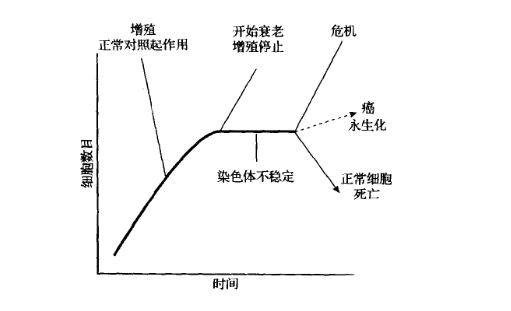 增殖
正常对照起作用
开始衰老
增殖停止
危机
癌
永生化
细胞数目
染色体不稳定
正常细胞
死亡
时间